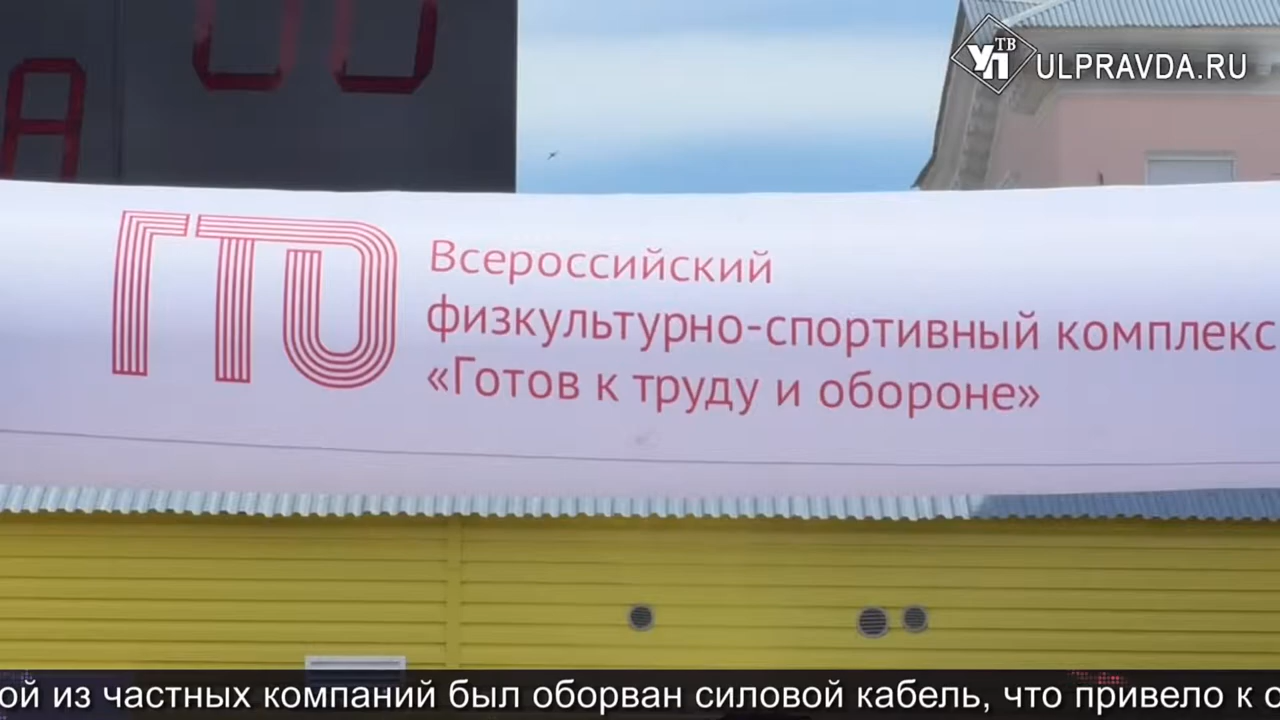 УП ТВ ULPRAVDA.RU
А
ГТО
Всероссийский
физкультурно-спортивный комплекс
«Готов к труду и обороне»
ой из частных компаний был оборван силовой кабель, что привело к